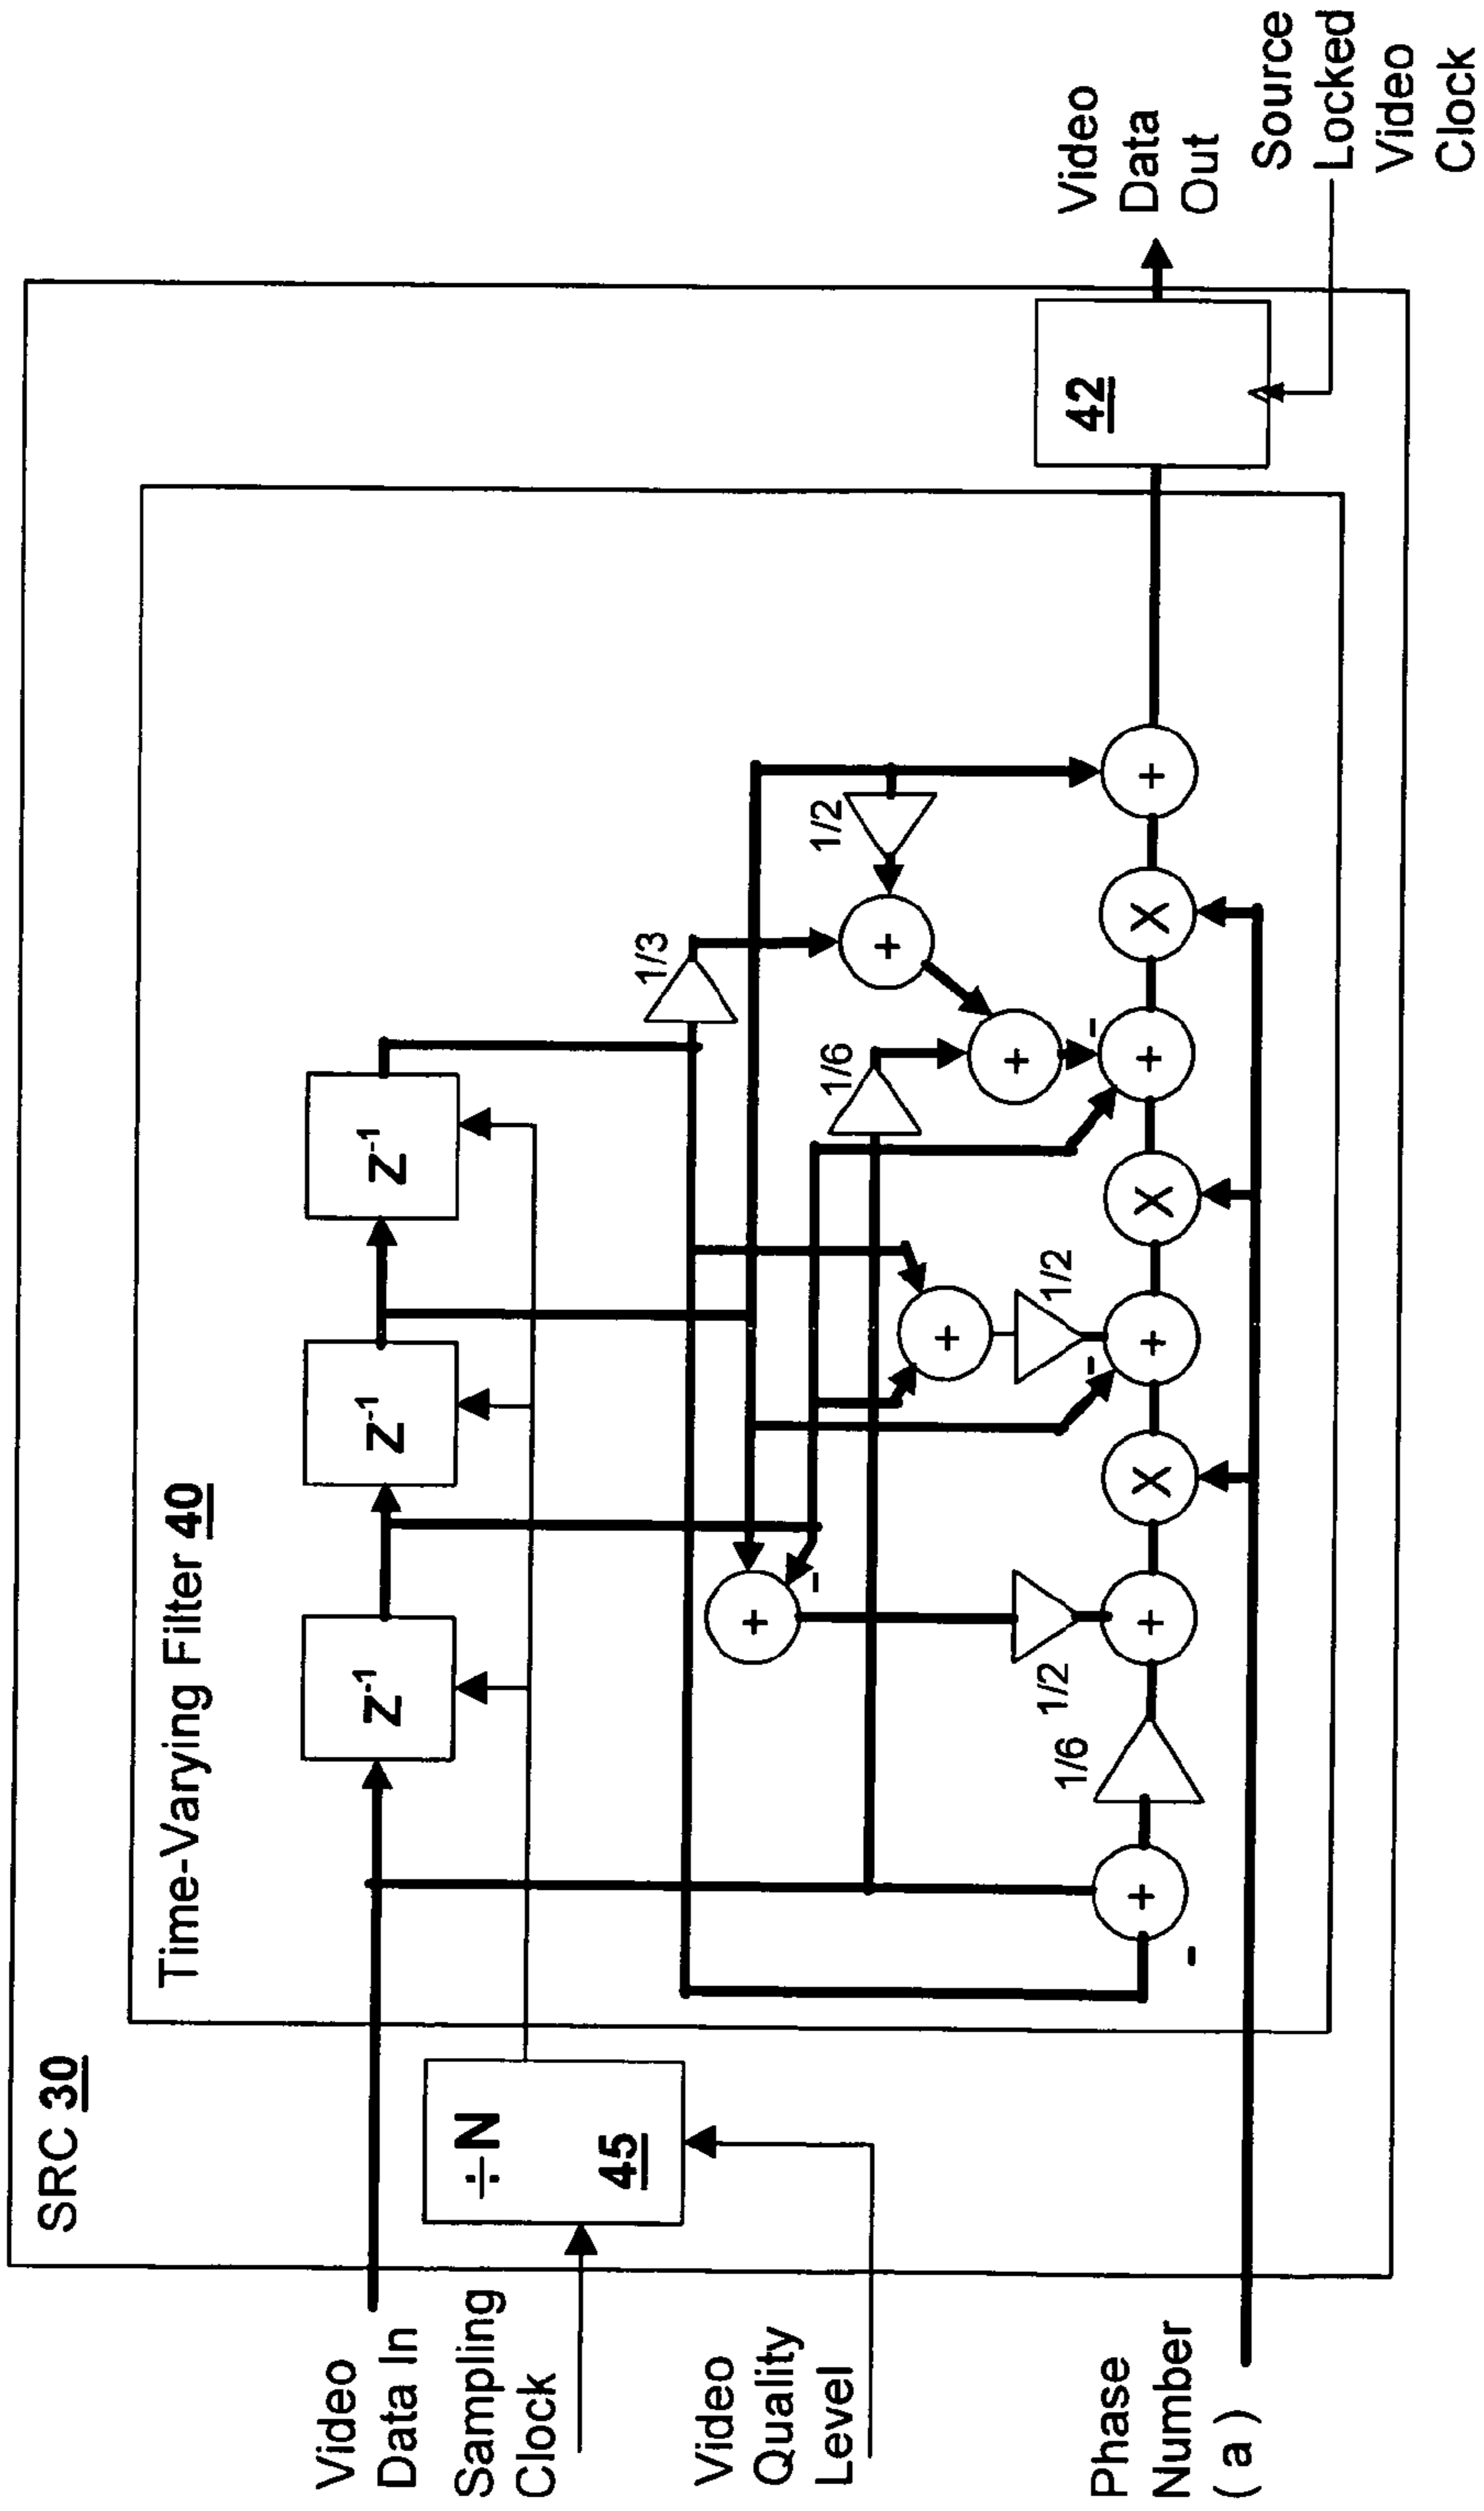 SRC 30
Time-Varying Filter 40
Video
Data In
Sampling
Clock
Video
Quality
Level
Phase
Number
( a )
÷N
45
Z-1
Z-1
Z-1
1/3
1/2
1/6
1/2
1/2
1/6
+
+
+
+
+
+
+
+
+
X
X
X
-
-
-
-
42
Video
Data
Out
Source
Locked
Video
Clock